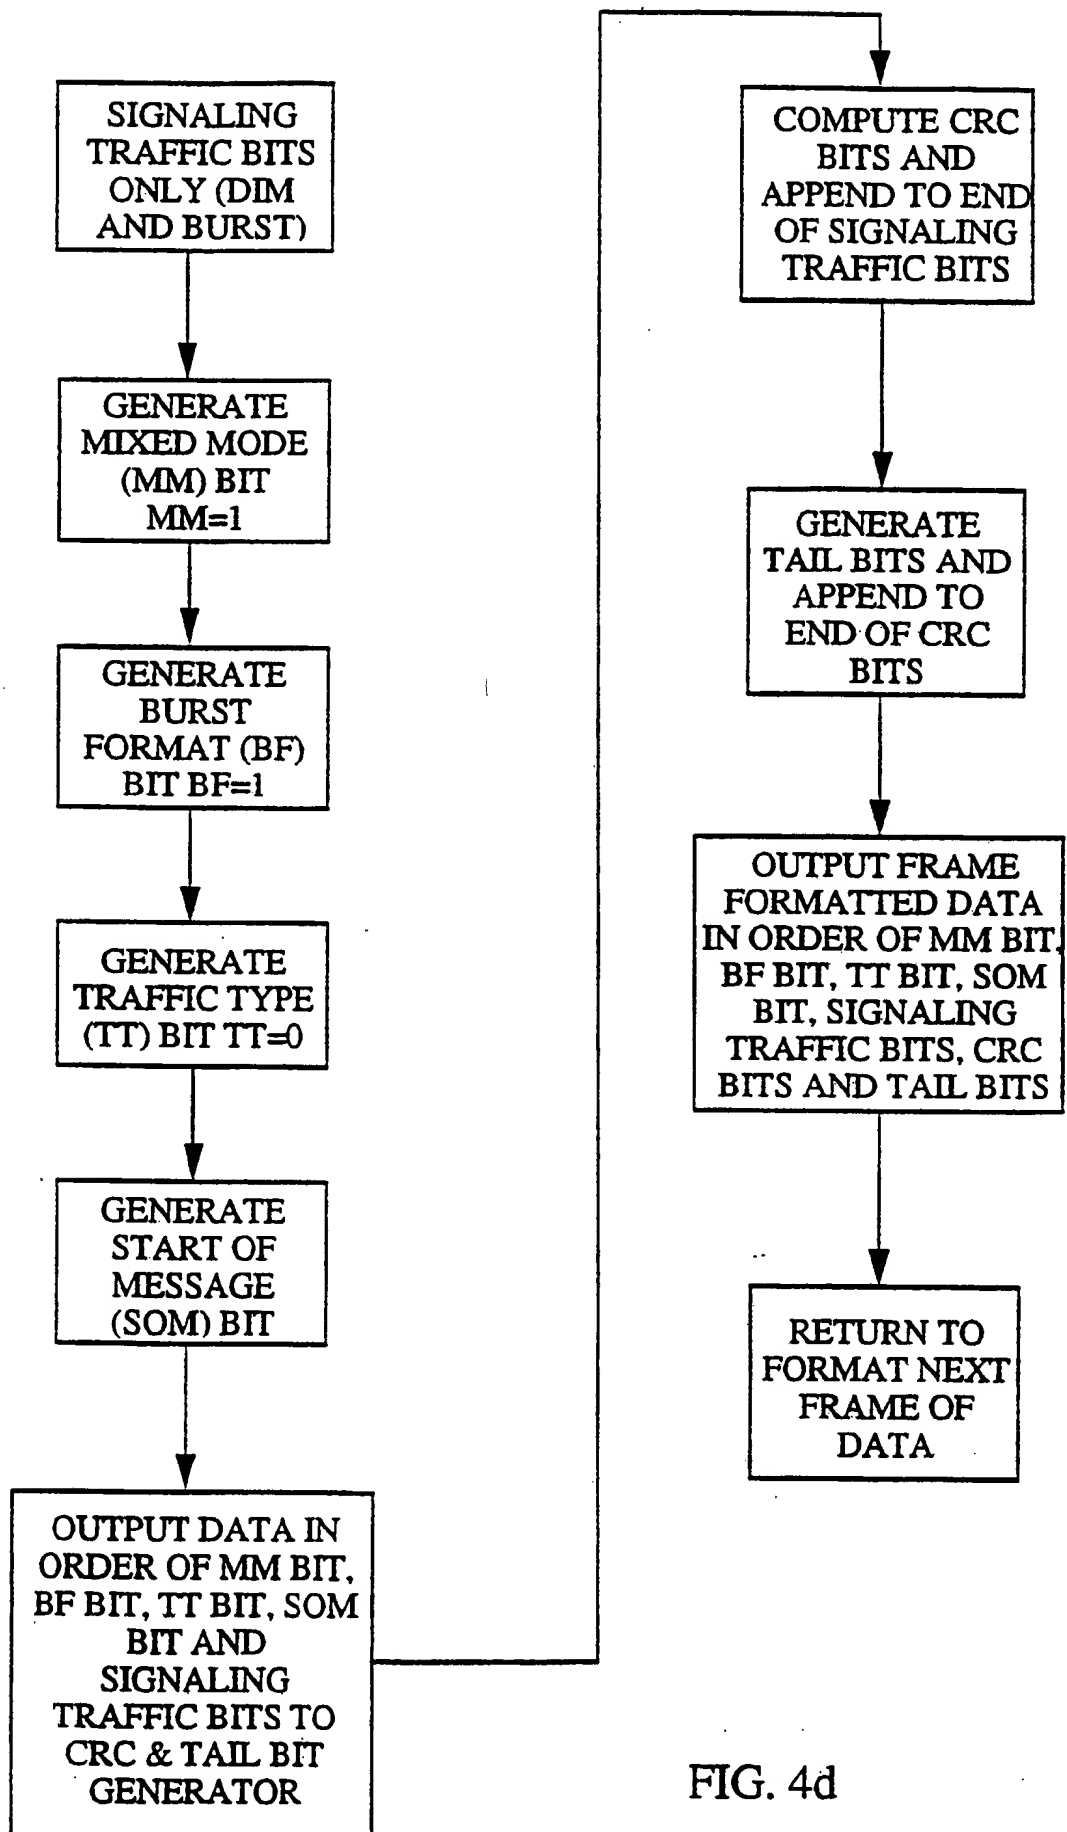 SIGNALING
TRAFFIC BITS
ONLY (DIM
AND BURST)
GENERATE
MIXED MODE
(MM) BIT
MM=1
GENERATE
BURST
FORMAT (BF)
BIT BF=1
GENERATE
TRAFFIC TYPE
(TT) BIT TT=0
GENERATE
START OF
MESSAGE
(SOM) BIT
OUTPUT DATA IN
ORDER OF MM BIT,
BF BIT, TT BIT, SOM
BIT AND
SIGNALING
TRAFFIC BITS TO
CRC & TAIL BIT
GENERATOR
COMPUTE CRC
BITS AND
APPEND TO END
OF SIGNALING
TRAFFIC BITS
GENERATE
TAIL BITS AND
APPEND TO
END OF CRC
BITS
OUTPUT FRAME
FORMATTED DATA
IN ORDER OF MM BIT,
BF BIT, TT BIT, SOM
BIT, SIGNALING
TRAFFIC BITS, CRC
BITS AND TAIL BITS
RETURN TO
FORMAT NEXT
FRAME OF
DATA
FIG. 4d